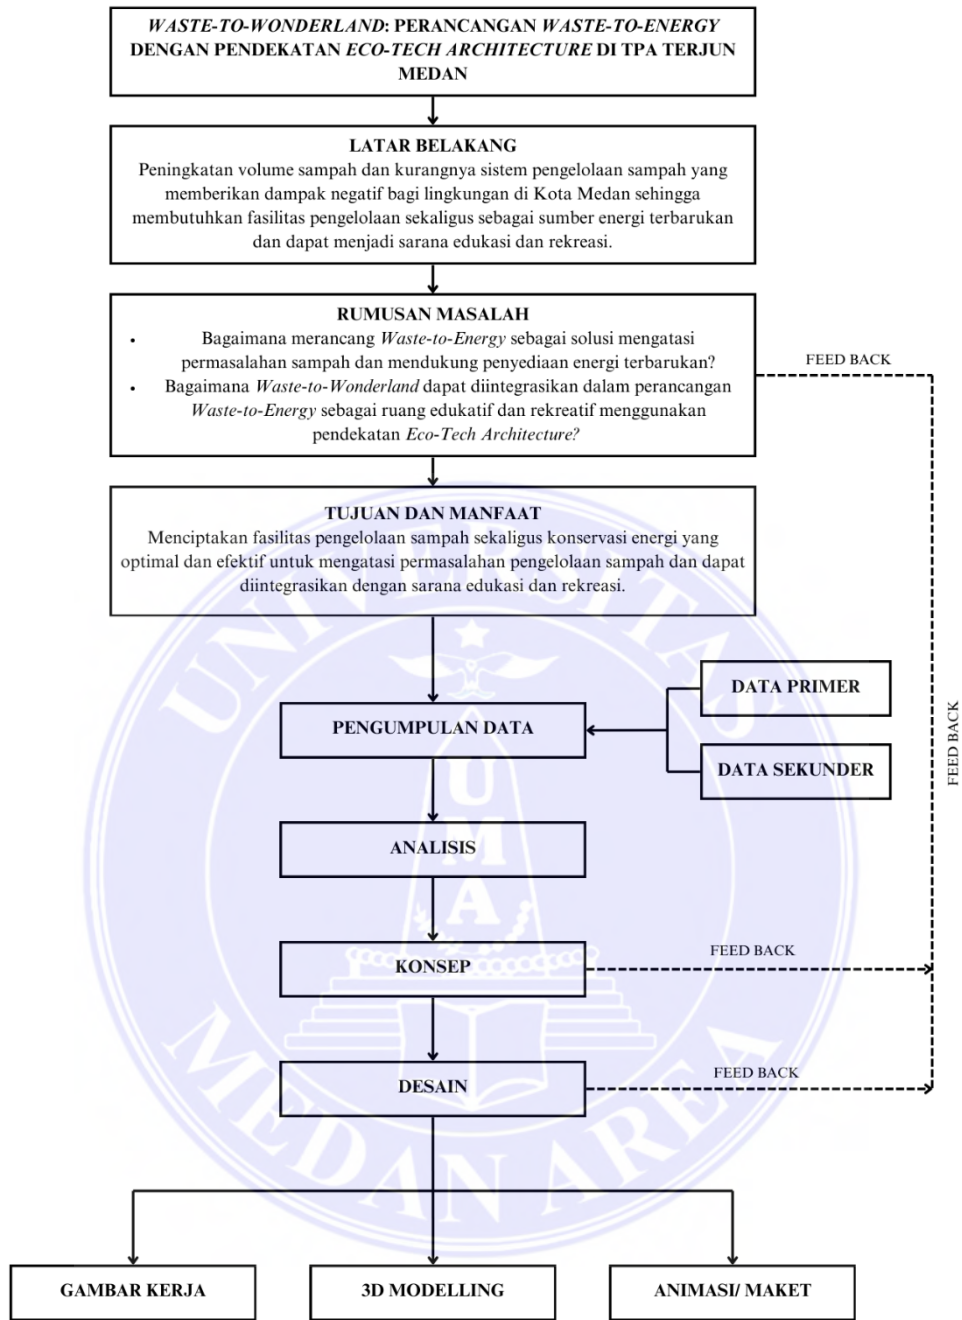 WASTE-TO-WONDERLAND: PERANCANGAN WASTE-TO-ENERGY
DENGAN PENDEKATAN ECO-TECH ARCHITECTURE DI TPA TERJUN
MEDAN
LATAR BELAKANG
Peningkatan volume sampah dan kurangnya sistem pengelolaan sampah yang
memberikan dampak negatif bagi lingkungan di Kota Medan sehingga
membutuhkan fasilitas pengelolaan sekaligus sebagai sumber energi terbarukan
dan dapat menjadi sarana edukasi dan rekreasi.
RUMUSAN MASALAH
• Bagaimana merancang Waste-to-Energy sebagai solusi mengatasi
permasalahan sampah dan mendukung penyediaan energi terbarukan?
• Bagaimana Waste-to-Wonderland dapat diintegrasikan dalam perancangan
Waste-to-Energy sebagai ruang edukatif dan rekreatif menggunakan
pendekatan Eco-Tech Architecture?
FEED BACK
TUJUAN DAN MANFAAT
Menciptakan fasilitas pengelolaan sampah sekaligus konservasi energi yang
optimal dan efektif untuk mengatasi permasalahan pengelolaan sampah dan dapat
diintegrasikan dengan sarana edukasi dan rekreasi.
DATA PRIMER
PENGUMPULAN DATA
DATA SEKUNDER
FEED BACK
ANALISIS
KONSEP
FEED BACK
DESAIN
FEED BACK
GAMBAR KERJA
3D MODELLING
ANIMASI/ MAKET
UNIVERSITAS
MEDAN AREA
U
M
A